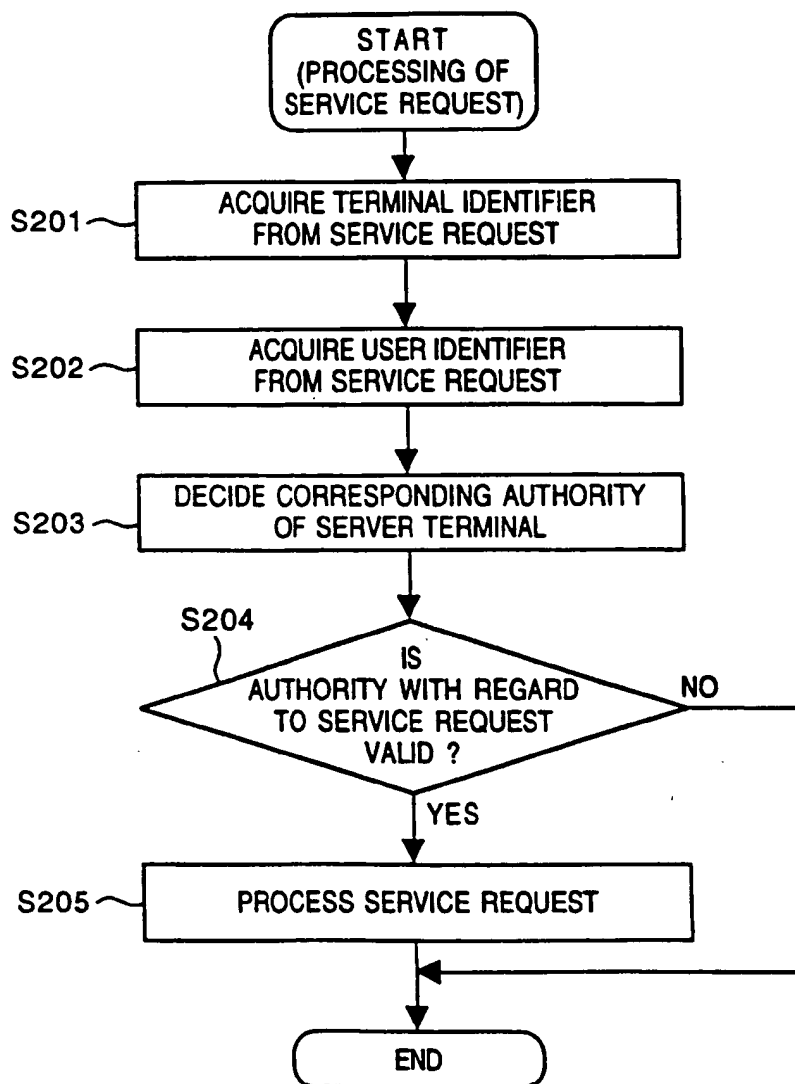 START
(PROCESSING OF
SERVICE REQUEST)
S201
ACQUIRE TERMINAL IDENTIFIER
FROM SERVICE REQUEST
S202
ACQUIRE USER IDENTIFIER
FROM SERVICE REQUEST
S203
DECIDE CORRESPONDING AUTHORITY
OF SERVER TERMINAL
S204
IS
AUTHORITY WITH REGARD
TO SERVICE REQUEST
VALID ?
NO
YES
S205
PROCESS SERVICE REQUEST
END